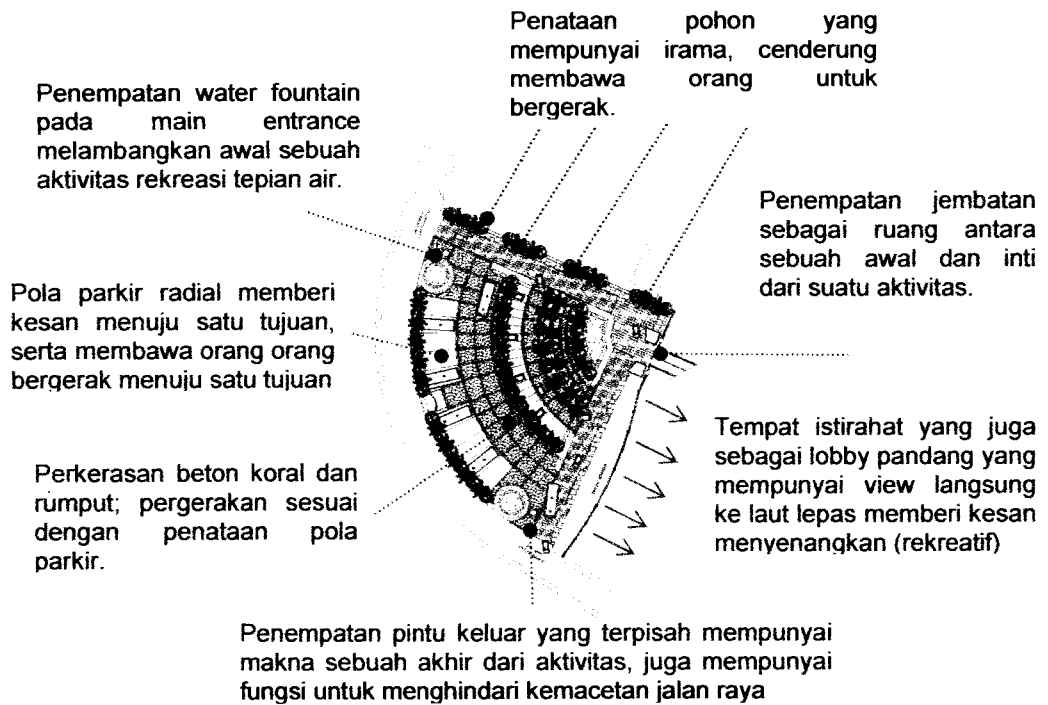 Penataan pohon yang
mempunyai irama, cenderung
membawa orang untuk
bergerak.
Penempatan water fountain
pada main entrance
melambangkan awal sebuah
aktivitas rekreasi tepian air.
Penempatan jembatan
sebagai ruang antara
sebuah awal dan inti
dari suatu aktivitas.
Pola parkir radial memberi
kesan menuju satu tujuan,
serta membawa orang orang
bergerak menuju satu tujuan
Tempat istirahat yang juga
sebagai lobby pandang yang
mempunyai view langsung
ke laut lepas memberi kesan
menyenangkan (rekreatif)
Perkerasan beton koral dan
rumput; pergerakan sesuai
dengan penataan pola
parkir.
Penempatan pintu keluar yang terpisah mempunyai
makna sebuah akhir dari aktivitas, juga mempunyai
fungsi untuk menghindari kemacetan jalan raya